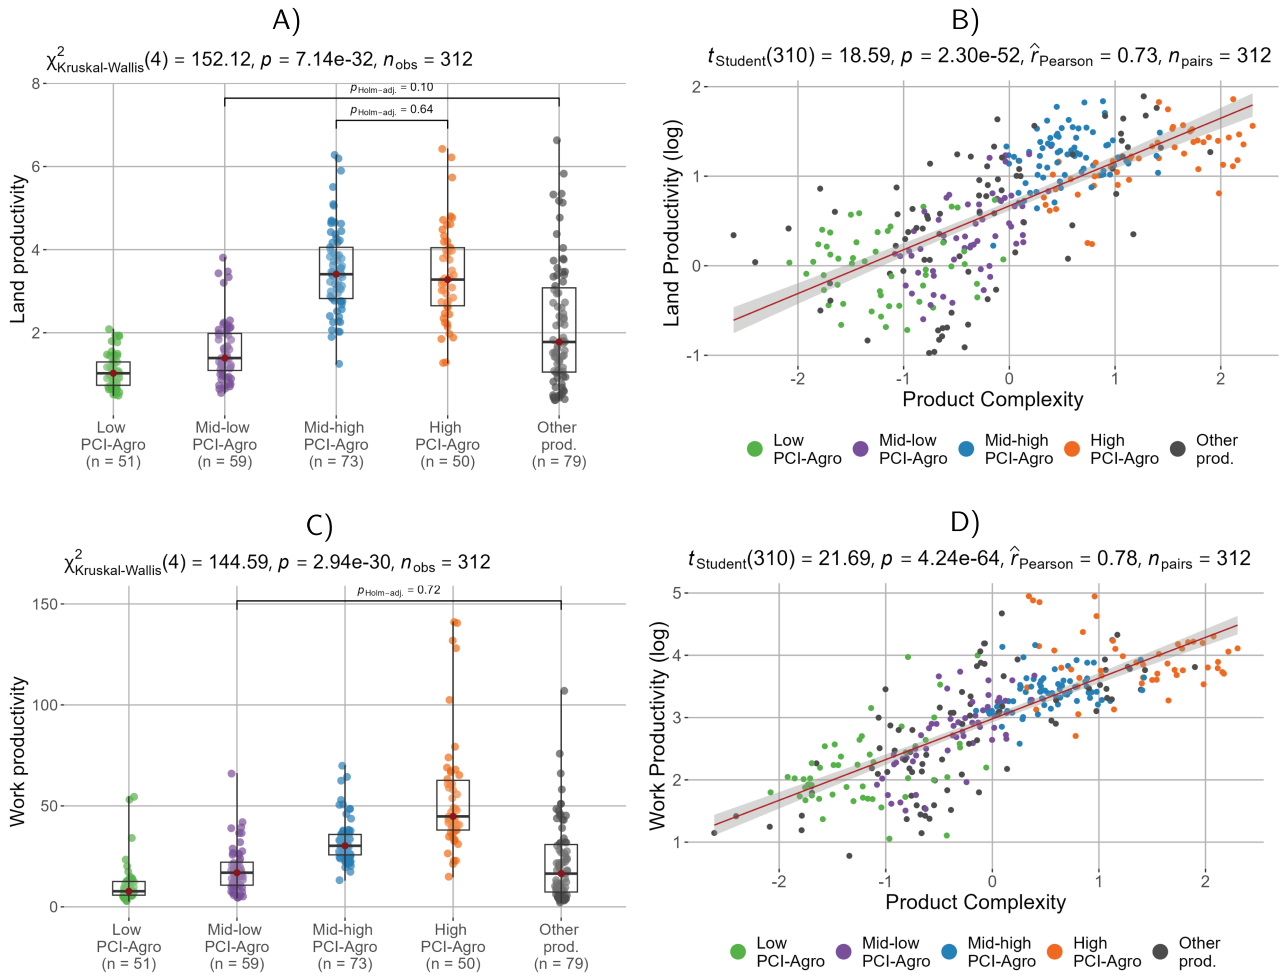 A)
χ²Kruskal-Wallis(4) = 152.12, p = 7.14e-32, nobs = 312
pHolm-adj. = 0.10
pHolm-adj. = 0.64
8
6
4
2
Land productivity
Low PCI-Agro (n = 51)
Mid-low PCI-Agro (n = 59)
Mid-high PCI-Agro (n = 73)
High PCI-Agro (n = 50)
Other prod. (n = 79)
B)
tStudent(310) = 18.59, p = 2.30e-52, r̂Pearson = 0.73, npairs = 312
2
1
0
-1
Land Productivity (log)
-2 -1 0 1 2
Product Complexity
Low PCI-Agro
Mid-low PCI-Agro
Mid-high PCI-Agro
High PCI-Agro
Other prod.
C)
χ²Kruskal-Wallis(4) = 144.59, p = 2.94e-30, nobs = 312
pHolm-adj. = 0.72
150
100
50
0
Work productivity
Low PCI-Agro (n = 51)
Mid-low PCI-Agro (n = 59)
Mid-high PCI-Agro (n = 73)
High PCI-Agro (n = 50)
Other prod. (n = 79)
D)
tStudent(310) = 21.69, p = 4.24e-64, r̂Pearson = 0.78, npairs = 312
5
4
3
2
1
Work Productivity (log)
-2 -1 0 1 2
Product Complexity
Low PCI-Agro
Mid-low PCI-Agro
Mid-high PCI-Agro
High PCI-Agro
Other prod.